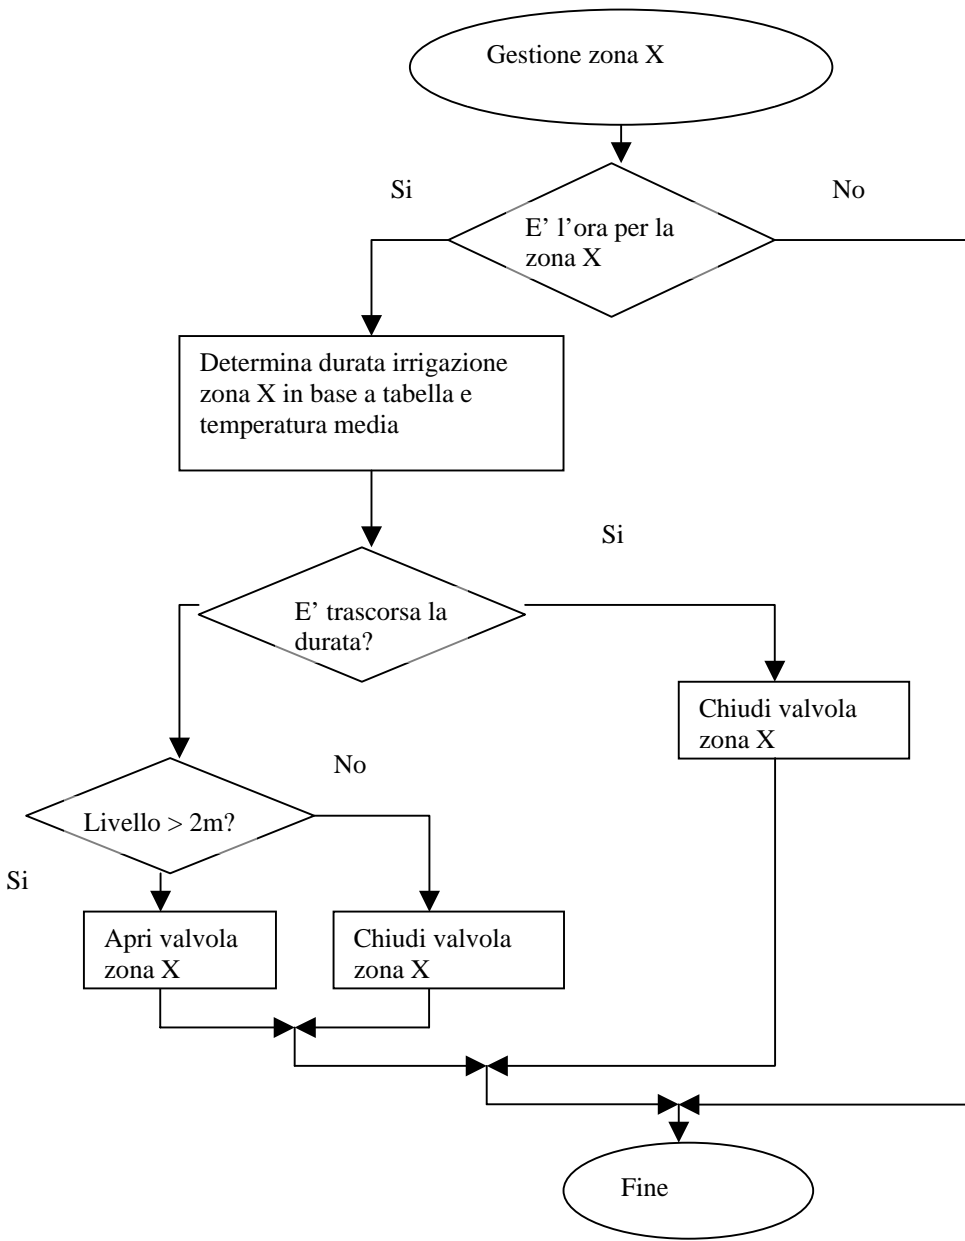 Gestione zona X
Si
No
E’ l’ora per la
zona X
Determina durata irrigazione
zona X in base a tabella e
temperatura media
Si
E’ trascorsa la
durata?
Chiudi valvola
zona X
No
Livello > 2m?
Si
Apri valvola
zona X
Chiudi valvola
zona X
Fine